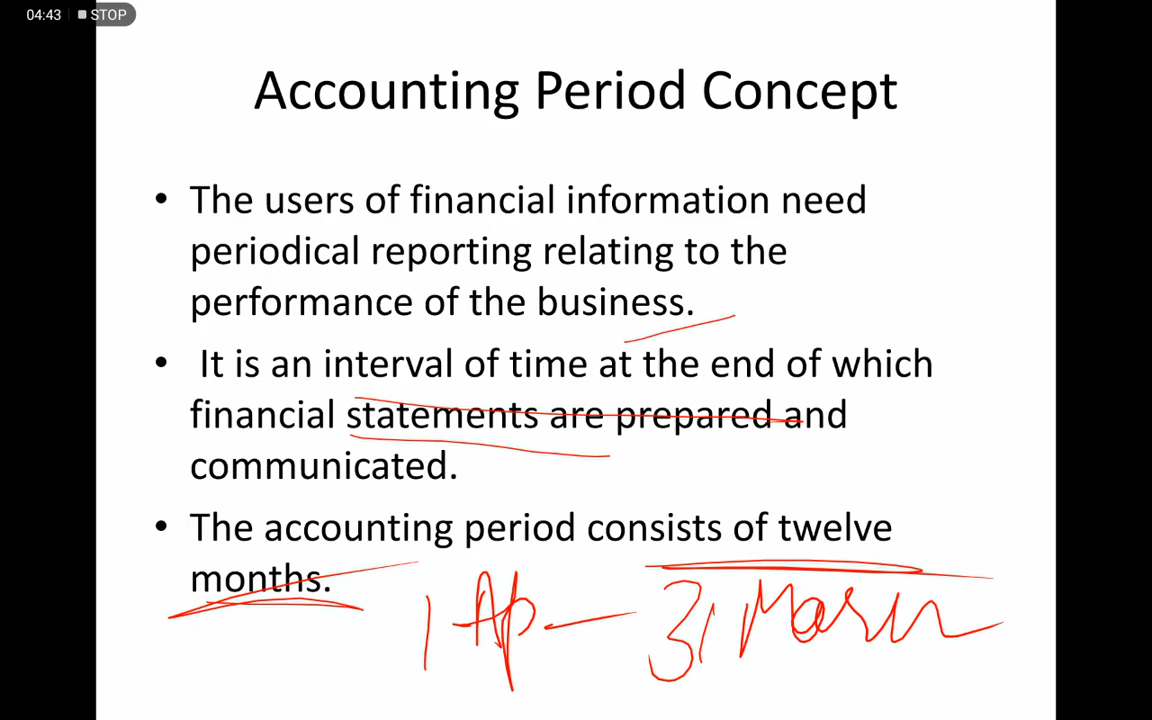 04:43 STOP
Accounting Period Concept
• The users of financial information need
periodical reporting relating to the
performance of the business.
• It is an interval of time at the end of which
financial statements are prepared and
communicated.
• The accounting period consists of twelve
months.
1 Ap – 31 March